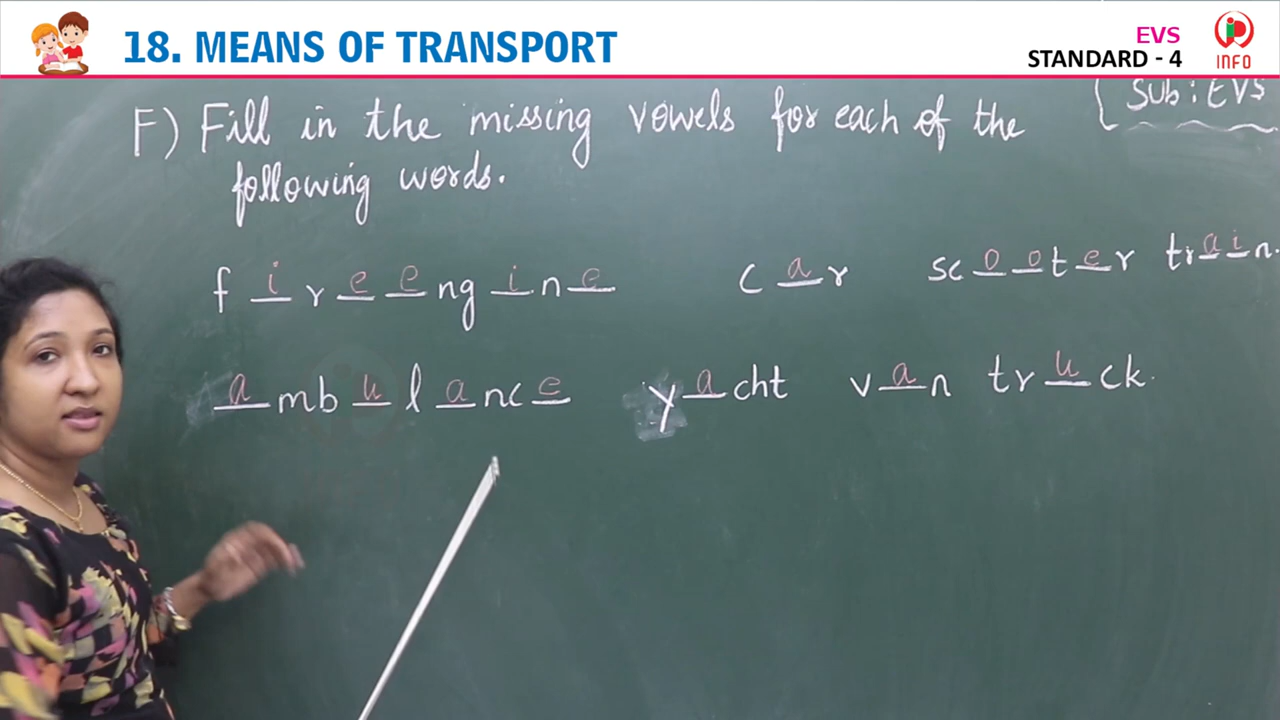 18. MEANS OF TRANSPORT
EVS
STANDARD - 4
INFO
Sub: EVS
F) Fill in the missing vowels for each of the
following words.
f i r e e ng i n e c a r sc o o t e r tr a i n.
a mb u l a nc e y a cht v a n tr u ck.